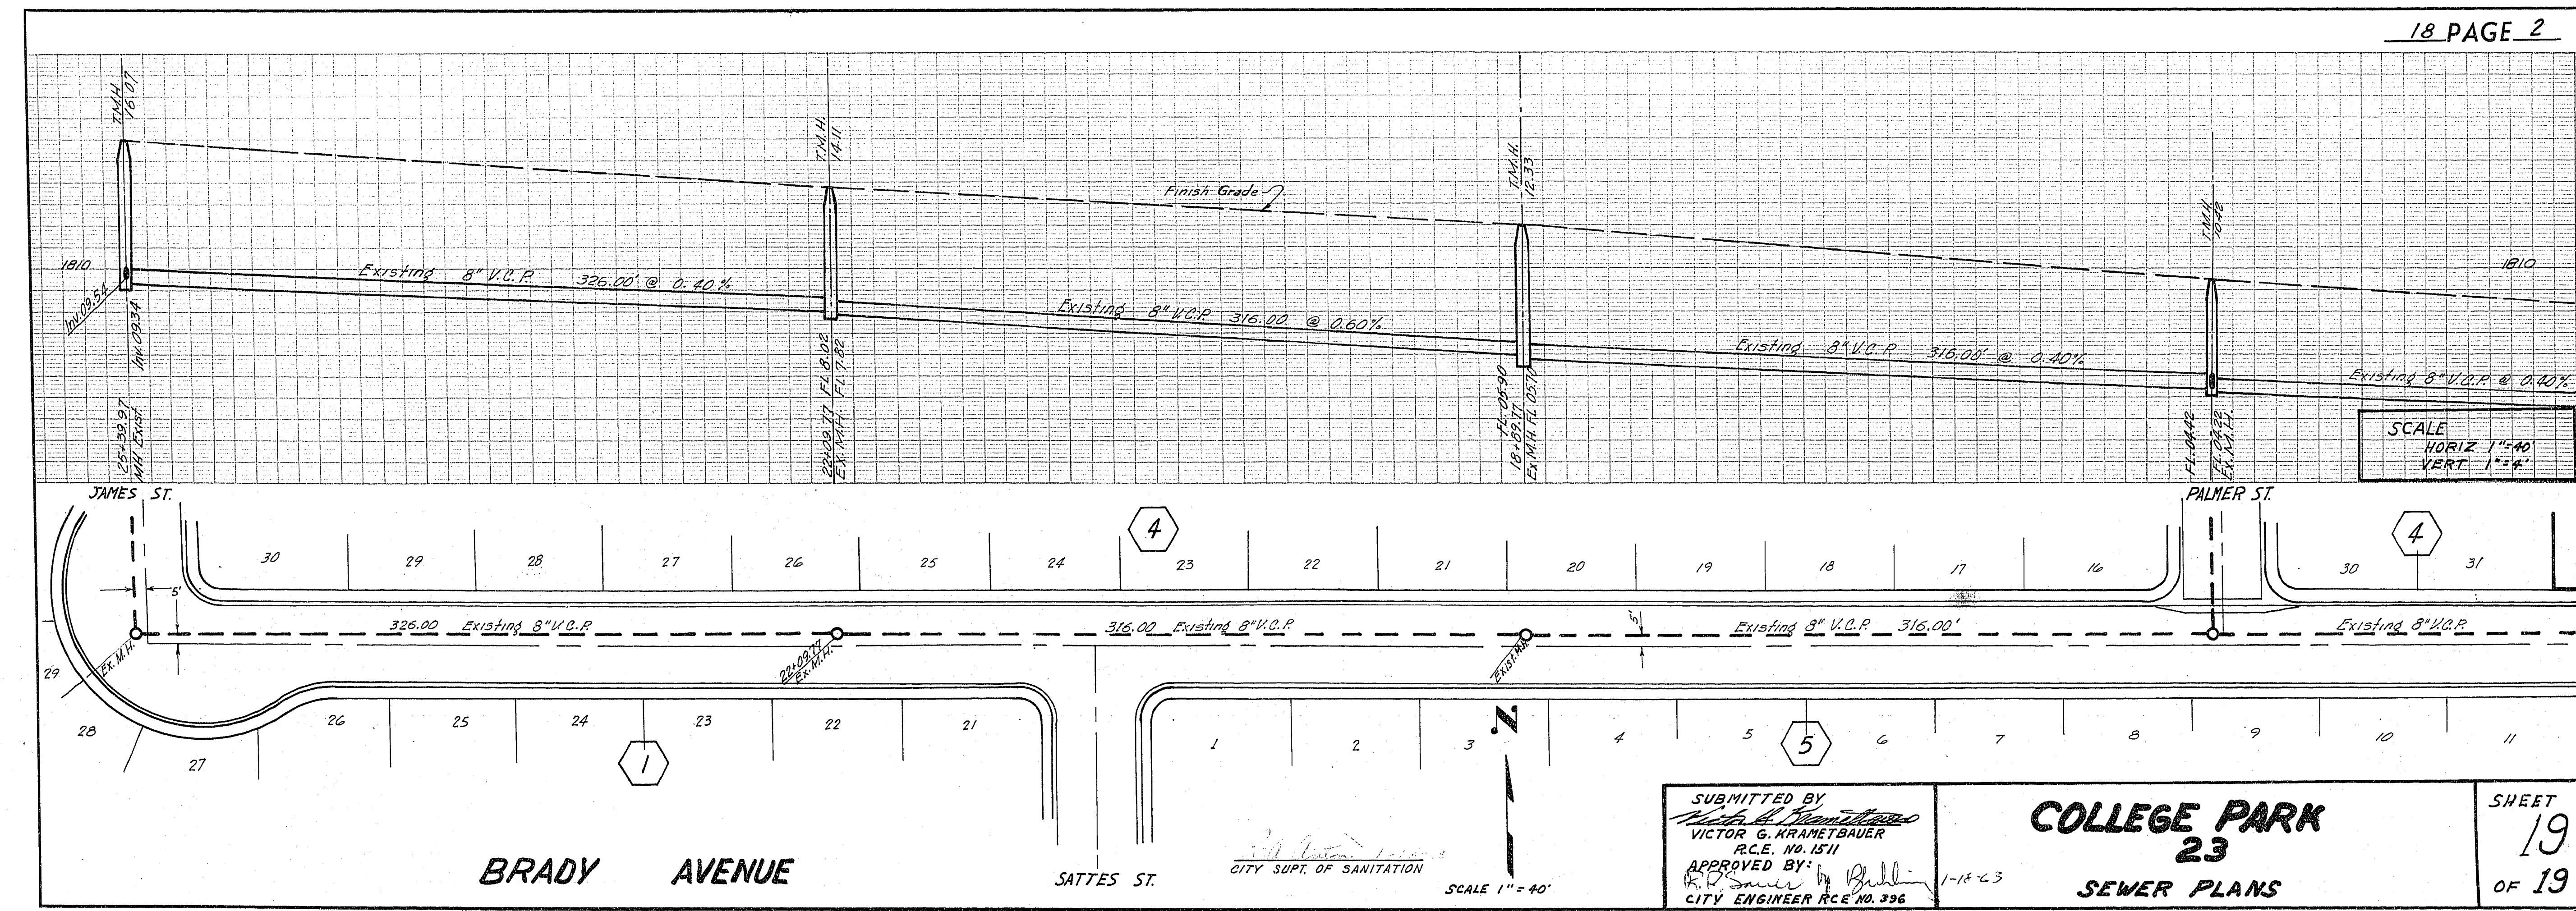 18 PAGE 2
T.M.H.
16.07
T.M.H.
14.11
T.M.H.
12.33
T.M.H.
10.42
Finish Grade
1810
1810
Inv. 09.54
Inv. 09.34
Existing 8" V.C.P. 326.00' @ 0.40%
Existing 8" V.C.P. 316.00 @ 0.60%
Existing 8" V.C.P. 316.00' @ 0.40%
Existing 8" V.C.P. @ 0.40%
25+39.97
MH Exist.
22+09.77 FL 8.02
EX. M.H. FL 7.82
FL. 05.90
18+89.77
Ex M.H. FL 05.70
FL. 04.42
FL. 04.22
EX. M.H.
SCALE
HORIZ 1"=40'
VERT 1"=4'
JAMES ST.
PALMER ST.
4
4
30 29 28 27 26 25 24 23 22 21 20 19 18 17 16 30 31
5'
5'
326.00 Existing 8" V.C.P.
316.00 Existing 8" V.C.P.
Existing 8" V.C.P. 316.00'
Existing 8" V.C.P.
Ex. M.H.
22+09.77
Ex. M.H.
Exist. M.H.
29
28
27
26 25 24 23 22 21
1 2 3 4 5 6 7 8 9 10 11
1
5
N.
BRADY AVENUE
SATTES ST.
CITY SUPT. OF SANITATION
SCALE 1" = 40'
SUBMITTED BY
VICTOR G. KRAMETBAUER
R.C.E. NO. 1511
APPROVED BY:
1-18-63
CITY ENGINEER RCE NO. 396
COLLEGE PARK
23
SEWER PLANS
SHEET
19
OF 19